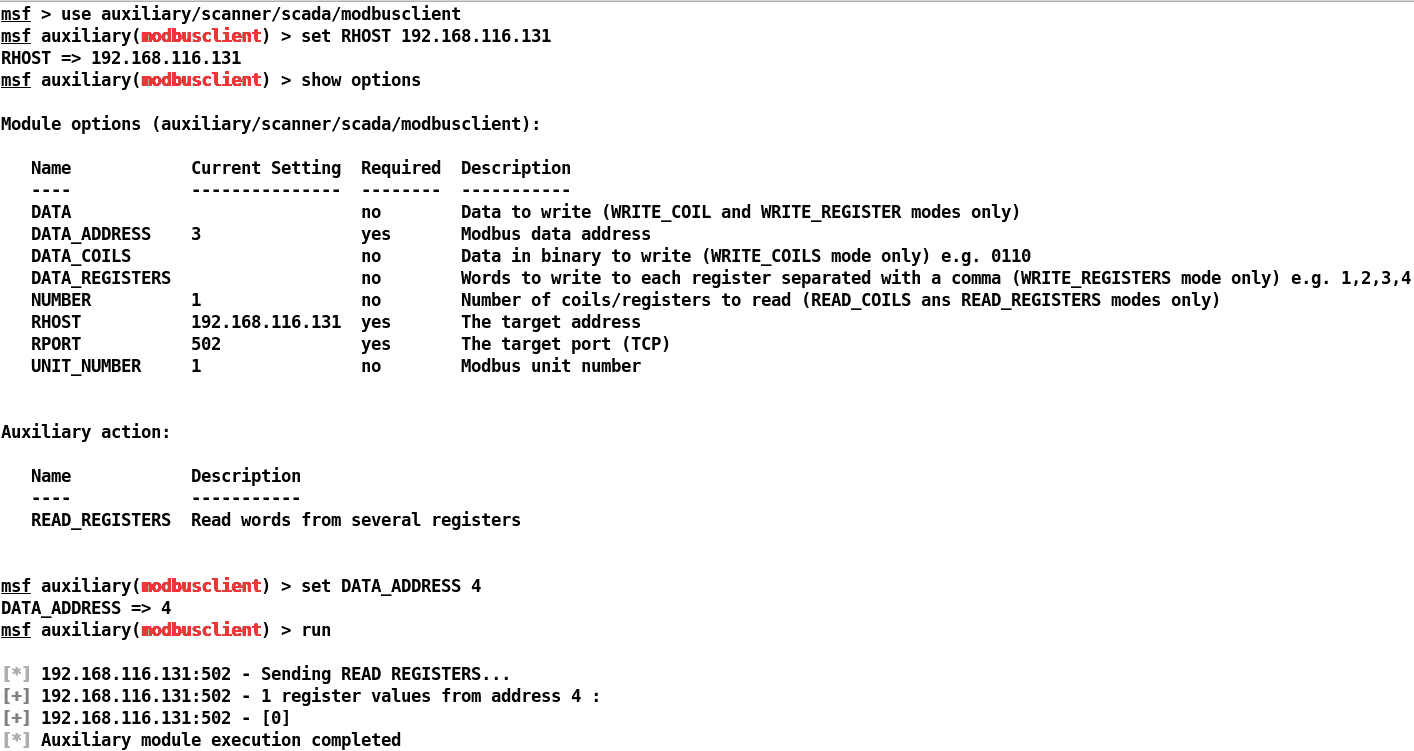 msf > use auxiliary/scanner/scada/modbusclient
msf auxiliary(modbusclient) > set RHOST 192.168.116.131
RHOST => 192.168.116.131
msf auxiliary(modbusclient) > show options
Module options (auxiliary/scanner/scada/modbusclient):
   Name            Current Setting  Required  Description
   ----            ---------------  --------  -----------
   DATA                             no        Data to write (WRITE_COIL and WRITE_REGISTER modes only)
   DATA_ADDRESS    3                yes       Modbus data address
   DATA_COILS                       no        Data in binary to write (WRITE_COILS mode only) e.g. 0110
   DATA_REGISTERS                   no        Words to write to each register separated with a comma (WRITE_REGISTERS mode only) e.g. 1,2,3,4
   NUMBER          1                no        Number of coils/registers to read (READ_COILS ans READ_REGISTERS modes only)
   RHOST           192.168.116.131  yes       The target address
   RPORT           502              yes       The target port (TCP)
   UNIT_NUMBER     1                no        Modbus unit number
Auxiliary action:
   Name            Description
   ----            -----------
   READ_REGISTERS  Read words from several registers
msf auxiliary(modbusclient) > set DATA_ADDRESS 4
DATA_ADDRESS => 4
msf auxiliary(modbusclient) > run
[*] 192.168.116.131:502 - Sending READ REGISTERS...
[+] 192.168.116.131:502 - 1 register values from address 4 :
[+] 192.168.116.131:502 - [0]
[*] Auxiliary module execution completed